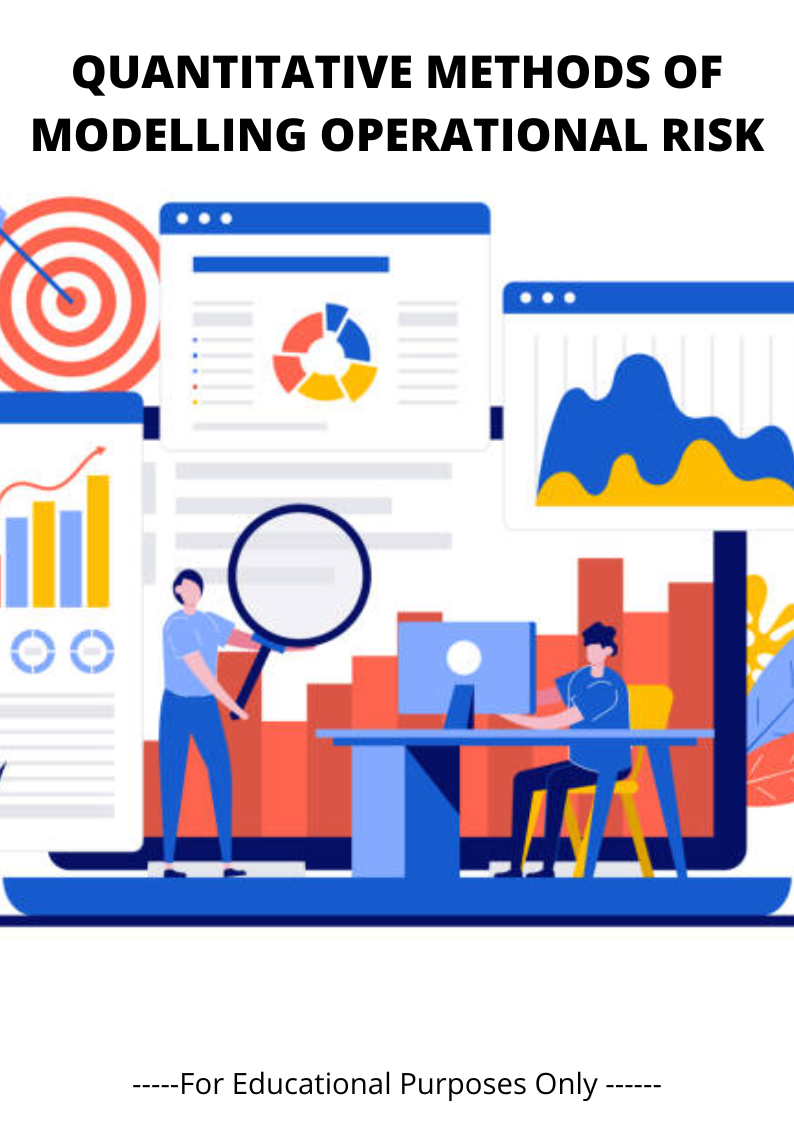 QUANTITATIVE METHODS OF
MODELLING OPERATIONAL RISK
-----For Educational Purposes Only ------